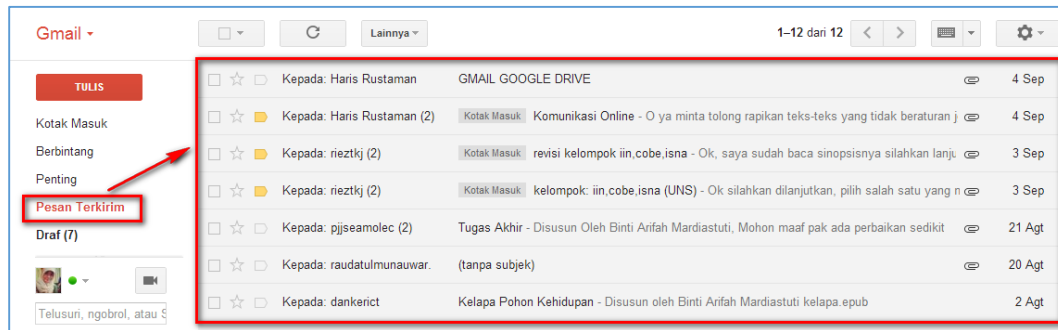 Gmail
Lainnya
1–12 dari 12
TULIS
Kotak Masuk
Berbintang
Penting
Pesan Terkirim
Draf (7)
Telusuri, ngobrol, atau S
Kepada: Haris Rustaman GMAIL GOOGLE DRIVE 4 Sep
Kepada: Haris Rustaman (2) Kotak Masuk Komunikasi Online - O ya minta tolong rapikan teks-teks yang tidak beraturan j 4 Sep
Kepada: rieztkj (2) Kotak Masuk revisi kelompok iin,cobe,isna - Ok, saya sudah baca sinopsisnya silahkan lanju 3 Sep
Kepada: rieztkj (2) Kotak Masuk kelompok: iin,cobe,isna (UNS) - Ok silahkan dilanjutkan, pilih salah satu yang n 3 Sep
Kepada: pjjseamolec (2) Tugas Akhir - Disusun Oleh Binti Arifah Mardiastuti, Mohon maaf pak ada perbaikan sedikit 21 Agt
Kepada: raudatulmunauwar. (tanpa subjek) 20 Agt
Kepada: dankerict Kelapa Pohon Kehidupan - Disusun oleh Binti Arifah Mardiastuti kelapa.epub 2 Agt